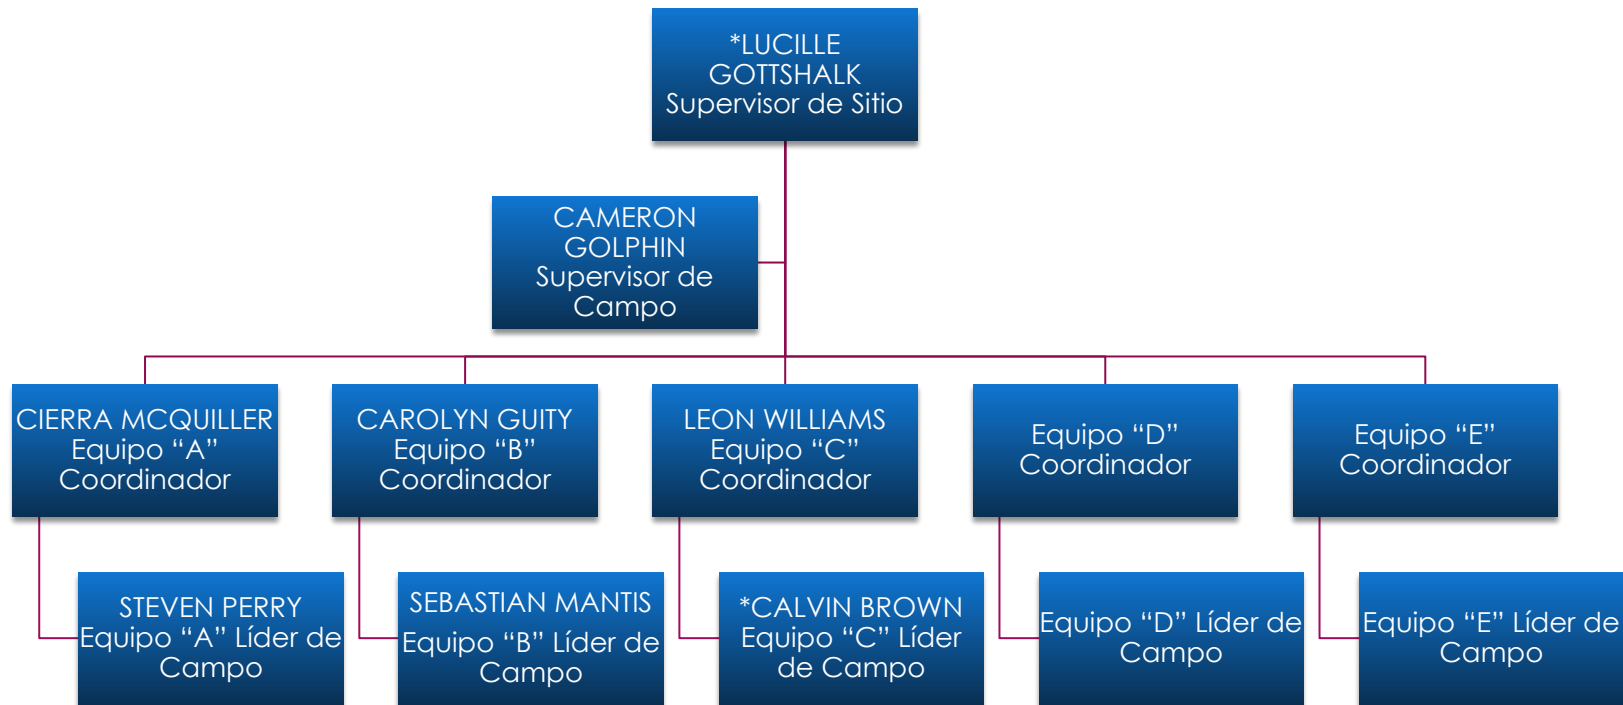 *LUCILLE
GOTTSHALK
Supervisor de Sitio
CAMERON
GOLPHIN
Supervisor de
Campo
CIERRA MCQUILLER
Equipo “A”
Coordinador
CAROLYN GUITY
Equipo “B”
Coordinador
LEON WILLIAMS
Equipo “C”
Coordinador
Equipo “D”
Coordinador
Equipo “E”
Coordinador
STEVEN PERRY
Equipo “A” Líder de
Campo
SEBASTIAN MANTIS
Equipo “B” Líder de
Campo
*CALVIN BROWN
Equipo “C” Líder
de Campo
Equipo “D” Líder de
Campo
Equipo “E” Líder de
Campo